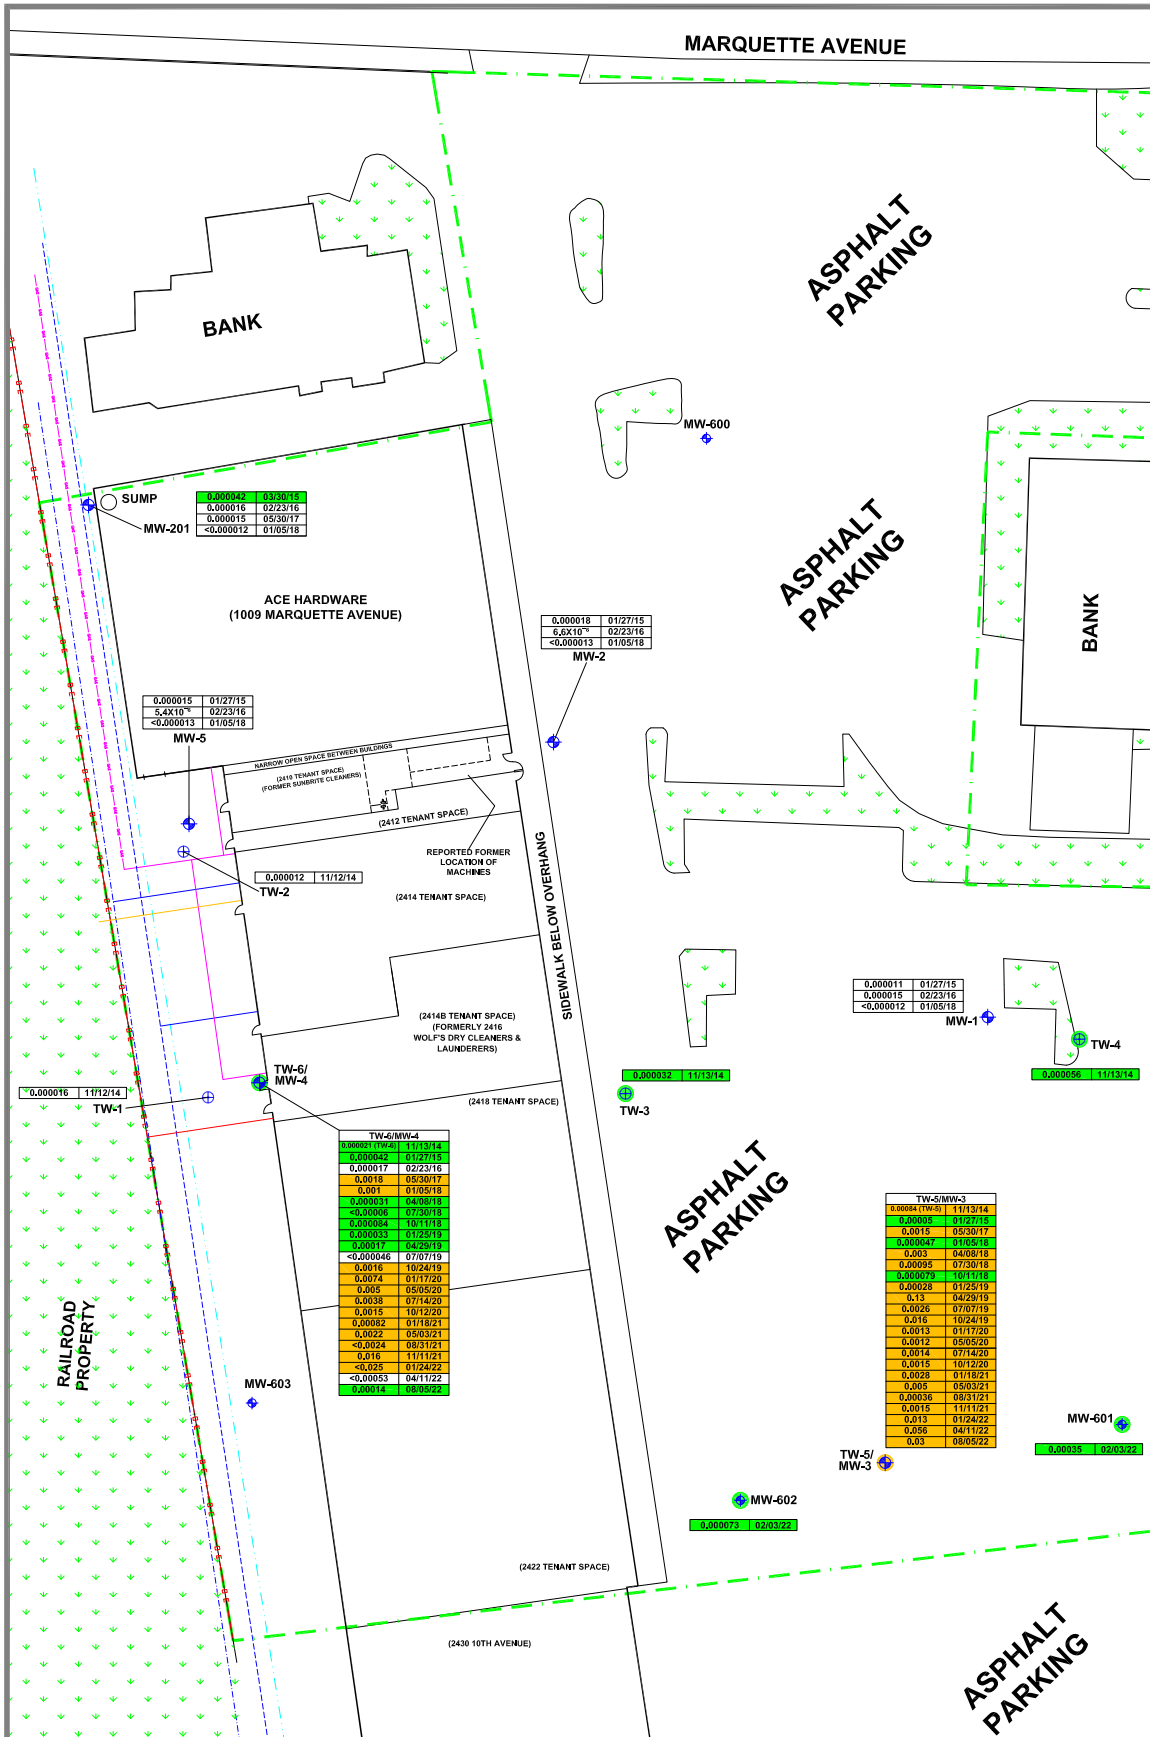 MARQUETTE AVENUE
ASPHALT
PARKING
BANK
MW-600
SUMP
MW-201
0.000042 03/30/15
0.000016 02/23/16
0.000015 05/30/17
<0.000012 01/05/18
ASPHALT
PARKING
BANK
ACE HARDWARE
(1009 MARQUETTE AVENUE)
0.000018 01/27/15
6.6X10⁻⁶ 02/23/16
<0.000013 01/05/18
MW-2
0.000015 01/27/15
5.4X10⁻⁶ 02/23/16
<0.000013 01/05/18
MW-5
NARROW OPEN SPACE BETWEEN BUILDINGS
(2410 TENANT SPACE)
(FORMER SUNBRITE CLEANERS)
(2412 TENANT SPACE)
REPORTED FORMER
LOCATION OF
MACHINES
SIDEWALK BELOW OVERHANG
0.000012 11/12/14
TW-2
(2414 TENANT SPACE)
(2414B TENANT SPACE)
(FORMERLY 2416
WOLF'S DRY CLEANERS &
LAUNDERERS)
0.000011 01/27/15
0.000015 02/23/16
<0.000012 01/05/18
MW-1
TW-4
0.000056 11/13/14
0.000032 11/13/14
TW-3
TW-6/
MW-4
0.000016 11/12/14
TW-1
(2418 TENANT SPACE)
TW-6/MW-4
0.000021 (TW-6) 11/13/14
0.000042 01/27/15
0.000017 02/23/16
0.0018 05/30/17
0.001 01/05/18
0.000031 04/08/18
<0.00006 07/30/18
0.000084 10/11/18
0.000033 01/25/19
0.00017 04/29/19
<0.000046 07/07/19
0.0016 10/24/19
0.0074 01/17/20
0.005 05/05/20
0.0038 07/14/20
0.0015 10/12/20
0.00082 01/18/21
0.0022 05/03/21
<0.0024 08/31/21
0.016 11/11/21
<0.025 01/24/22
<0.00053 04/11/22
0.00014 08/05/22
ASPHALT
PARKING
TW-5/MW-3
0.00084 (TW-5) 11/13/14
0.00005 01/27/15
0.0015 05/30/17
0.000047 01/05/18
0.003 04/08/18
0.00095 07/30/18
0.000079 10/11/18
0.00028 01/25/19
0.13 04/29/19
0.0026 07/07/19
0.016 10/24/19
0.0013 01/17/20
0.0012 05/05/20
0.0014 07/14/20
0.0015 10/12/20
0.0028 01/18/21
0.005 05/03/21
0.00036 08/31/21
0.0015 11/11/21
0.013 01/24/22
0.056 04/11/22
0.03 08/05/22
RAILROAD
PROPERTY
MW-603
MW-601
0.00035 02/03/22
TW-5/
MW-3
MW-602
0.000073 02/03/22
(2422 TENANT SPACE)
(2430 10TH AVENUE)
ASPHALT
PARKING